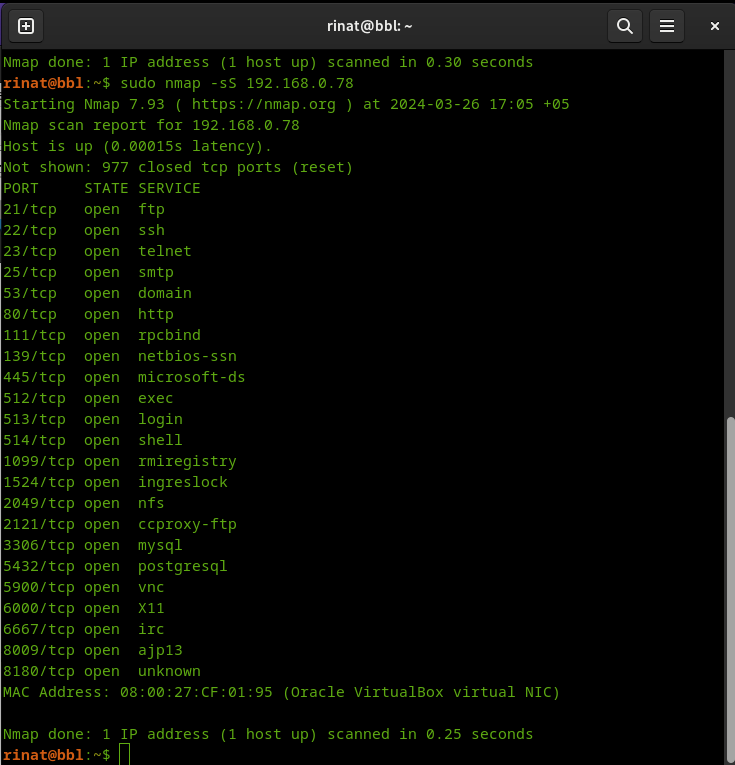 rinat@bbl: ~
Nmap done: 1 IP address (1 host up) scanned in 0.30 seconds
rinat@bbl:~$ sudo nmap -sS 192.168.0.78
Starting Nmap 7.93 ( https://nmap.org ) at 2024-03-26 17:05 +05
Nmap scan report for 192.168.0.78
Host is up (0.00015s latency).
Not shown: 977 closed tcp ports (reset)
PORT     STATE SERVICE
21/tcp   open  ftp
22/tcp   open  ssh
23/tcp   open  telnet
25/tcp   open  smtp
53/tcp   open  domain
80/tcp   open  http
111/tcp  open  rpcbind
139/tcp  open  netbios-ssn
445/tcp  open  microsoft-ds
512/tcp  open  exec
513/tcp  open  login
514/tcp  open  shell
1099/tcp open  rmiregistry
1524/tcp open  ingreslock
2049/tcp open  nfs
2121/tcp open  ccproxy-ftp
3306/tcp open  mysql
5432/tcp open  postgresql
5900/tcp open  vnc
6000/tcp open  X11
6667/tcp open  irc
8009/tcp open  ajp13
8180/tcp open  unknown
MAC Address: 08:00:27:CF:01:95 (Oracle VirtualBox virtual NIC)
Nmap done: 1 IP address (1 host up) scanned in 0.25 seconds
rinat@bbl:~$